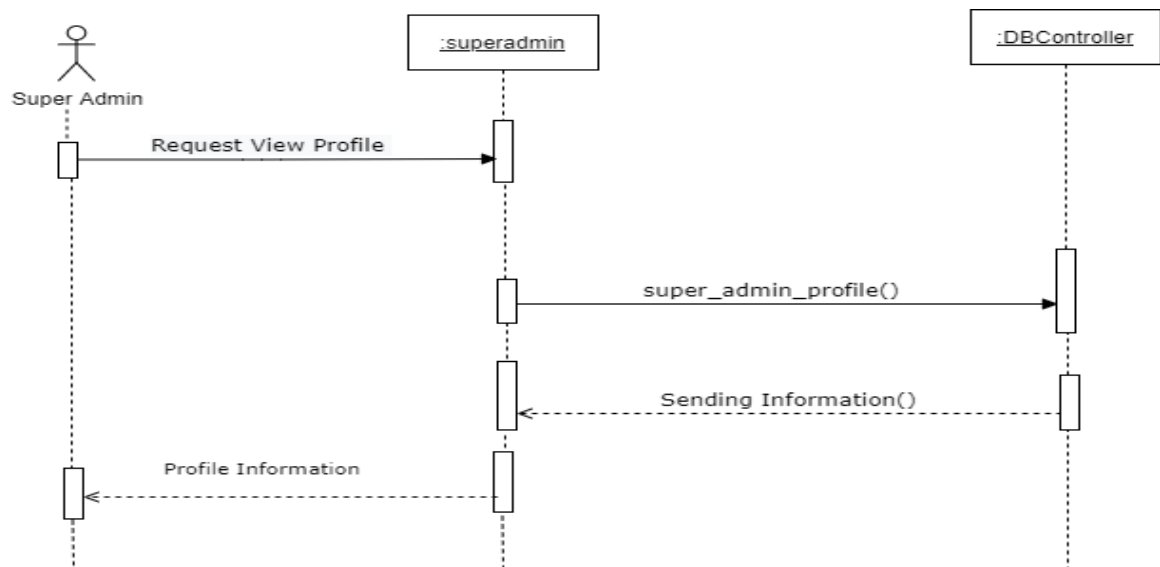 :superadmin
:DBController
Super Admin
Request View Profile
super_admin_profile()
Sending Information()
Profile Information